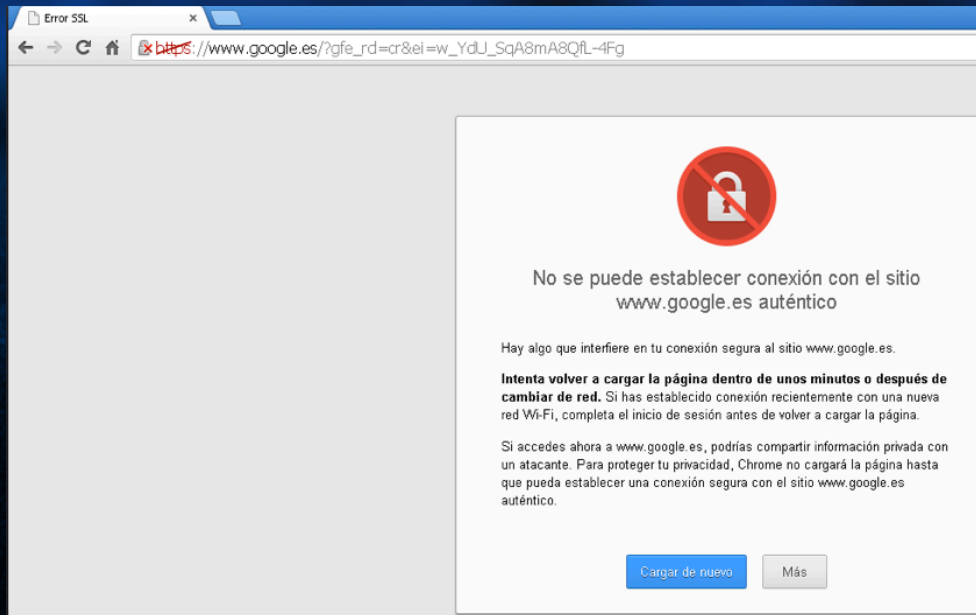 Error SSL
https://www.google.es/?gfe_rd=cr&ei=w_YdU_SqA8mA8QfL-4Fg
No se puede establecer conexión con el sitio
www.google.es auténtico
Hay algo que interfiere en tu conexión segura al sitio www.google.es.
Intenta volver a cargar la página dentro de unos minutos o después de
cambiar de red. Si has establecido conexión recientemente con una nueva
red Wi-Fi, completa el inicio de sesión antes de volver a cargar la página.
Si accedes ahora a www.google.es, podrías compartir información privada con
un atacante. Para proteger tu privacidad, Chrome no cargará la página hasta
que pueda establecer una conexión segura con el sitio www.google.es
auténtico.
Cargar de nuevo
Más